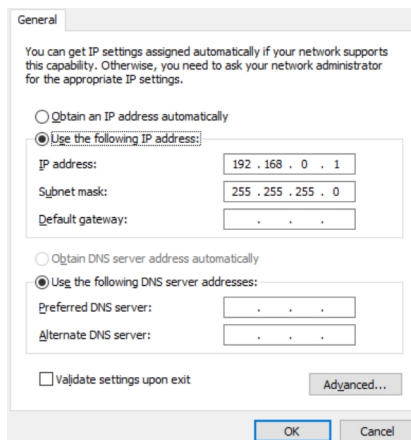 General
You can get IP settings assigned automatically if your network supports
this capability. Otherwise, you need to ask your network administrator
for the appropriate IP settings.
Obtain an IP address automatically
Use the following IP address:
IP address:
192 . 168 . 0 . 1
Subnet mask:
255 . 255 . 255 . 0
Default gateway:
. . .
Obtain DNS server address automatically
Use the following DNS server addresses:
Preferred DNS server:
. . .
Alternate DNS server:
. . .
Validate settings upon exit
Advanced...
OK
Cancel